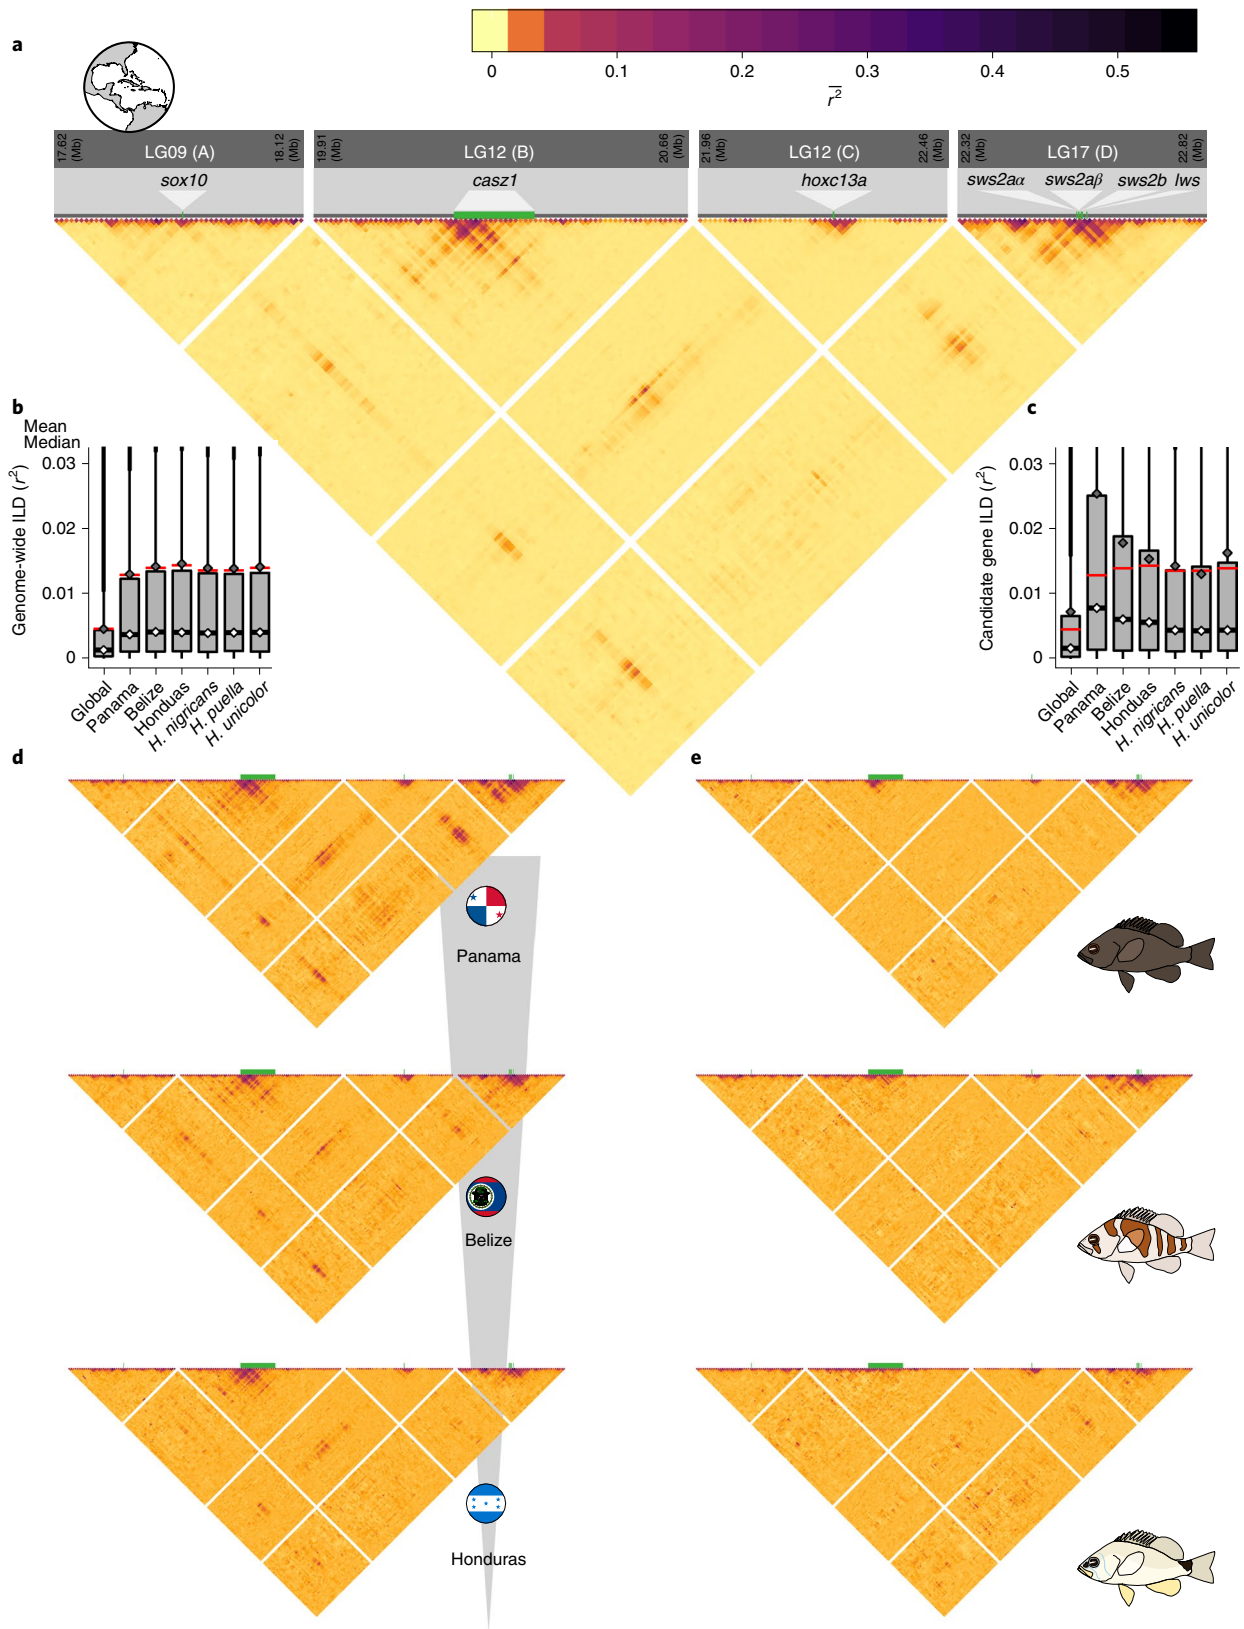 a
0 0.1 0.2 0.3 0.4 0.5
r²
17.62 (Mb) LG09 (A) 18.12 (Mb) 19.91 (Mb) LG12 (B) 20.66 (Mb) 21.96 (Mb) LG12 (C) 22.46 (Mb) 22.32 (Mb) LG17 (D) 22.82 (Mb)
sox10 casz1 hoxc13a sws2aα sws2aβ sws2b lws
b
Mean
Median
Genome-wide ILD (r²)
0.03
0.02
0.01
0
Global Panama Belize Honduas H. nigricans H. puella H. unicolor
c
Candidate gene ILD (r²)
0.03
0.02
0.01
0
Global Panama Belize Honduas H. nigricans H. puella H. unicolor
d
Panama
Belize
Honduras
e